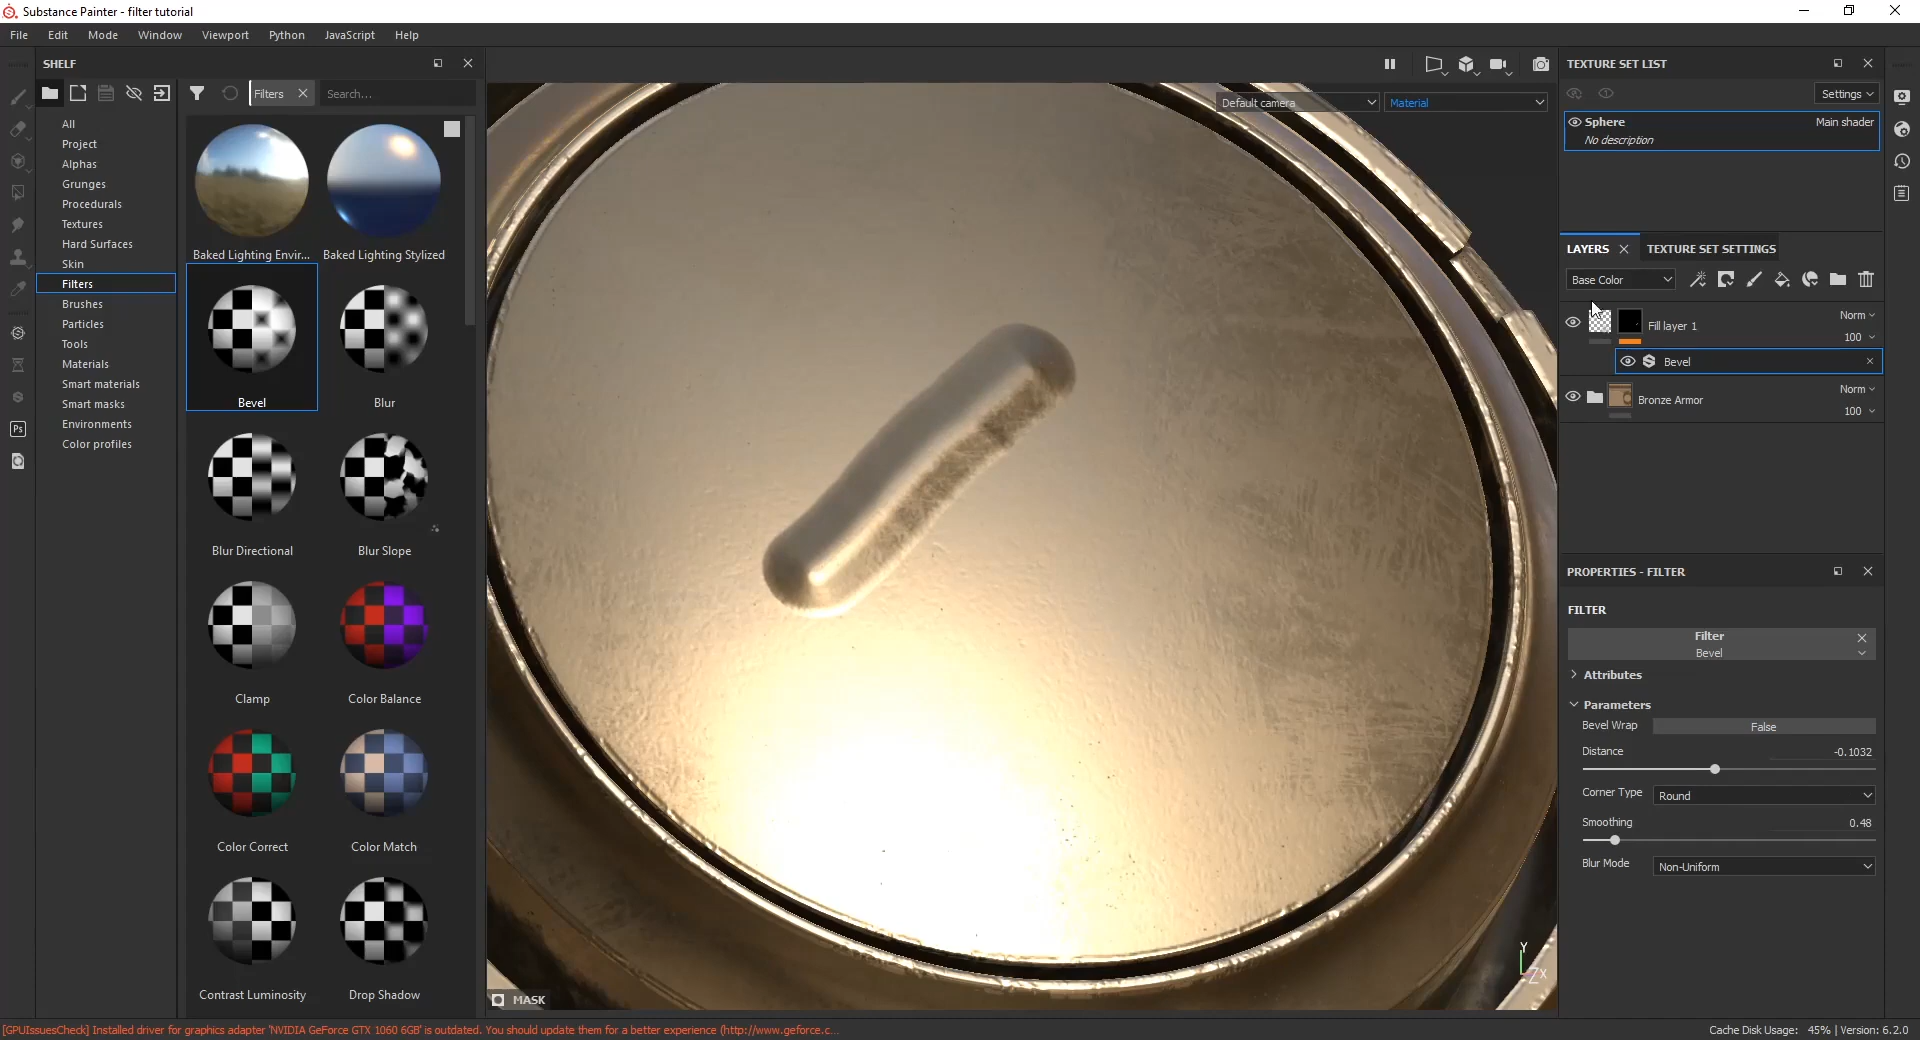 Substance Painter - filter tutorial
File Edit Mode Window Viewport Python JavaScript Help
SHELF
Filters Search...
All
Project
Alphas
Grunges
Procedurals
Textures
Hard Surfaces
Skin
Filters
Brushes
Particles
Tools
Materials
Smart materials
Smart masks
Environments
Color profiles
Ps
Baked Lighting Envir... Baked Lighting Stylized
Bevel Blur
Blur Directional Blur Slope
Clamp Color Balance
Color Correct Color Match
Contrast Luminosity Drop Shadow
Default camera Material
MASK
Y
Z X
TEXTURE SET LIST
Settings
Sphere Main shader
No description
LAYERS TEXTURE SET SETTINGS
Base Color
Norm
Fill layer 1
100
Bevel
Norm
Bronze Armor
100
PROPERTIES - FILTER
FILTER
Filter
Bevel
Attributes
Parameters
Bevel Wrap False
Distance -0.1032
Corner Type Round
Smoothing 0.48
Blur Mode Non-Uniform
[GPUIssuesCheck] Installed driver for graphics adapter 'NVIDIA GeForce GTX 1060 6GB' is outdated. You should update them for a better experience (http://www.geforce.c...
Cache Disk Usage: 45% | Version: 6.2.0